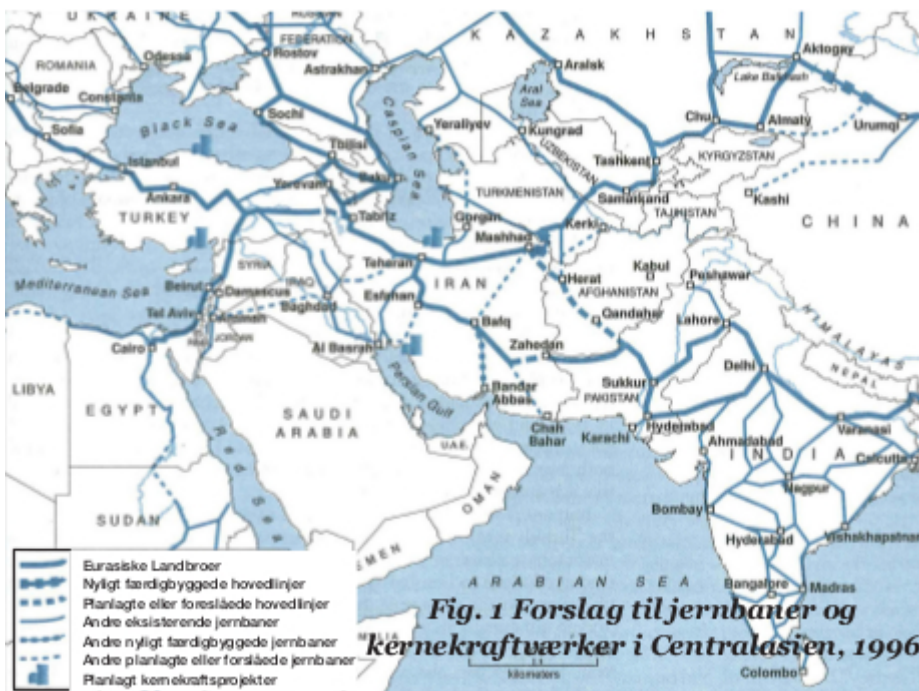 UKRAINE
FEDERATION
KAZAKHSTAN
Odessa
Rostov
ROMANIA
Astrakhan
Aralsk
Aktogay
Lake Balkhash
Belgrade
Constanta
Sochi
Aral
Sea
Caspian Sea
Yeraliyev
Kungrad
Chu
Almaty
Urumqi
Sofia
Black Sea
Tbilisi
UZBEKISTAN
Tashkent
KYRGYZSTAN
Istanbul
Yerevan
Baku
TURKMENISTAN
Samarkand
Kashi
Ankara
TURKEY
Tabriz
Gorgan
Mashhad
Kerki
TAJIKISTAN
CHINA
Mediterranean Sea
SYRIA
Teheran
IRAN
Herat
Kabul
Peshawar
AFGHANISTAN
Beirut
Damascus
IRAQ
Baghdad
Esfahan
Qandahar
Tel Aviv
Bafq
Lahore
HIMALAYAS
Cairo
JORDAN
Al Basrah
Zahedan
Delhi
NEPAL
LIBYA
EGYPT
SAUDI
ARABIA
Persian Gulf
Bandar
Abbas
Sukkur
PAKISTAN
Red Sea
U.A.E.
Chah
Bahar
Karachi
Hyderabad
Ahmadabad
Varanasi
INDIA
Calcutta
OMAN
Nagpur
SUDAN
Bombay
Hyderabad
Vishakhapatnam
Eurasiske Landbroer
Nyligt færdigbyggede hovedlinjer
Planlagte eller foreslåede hovedlinjer
Andre eksisterende jernbaner
Andre nyligt færdigbyggede jernbaner
Andre planlagte eller forslåede jernbaner
Planlagt kernekraftsprojekter
ARABIAN SEA
Bangalore
Madras
Fig. 1 Forslag til jernbaner og
kernekraftværker i Centralasien, 1996
kilometers
Colombo